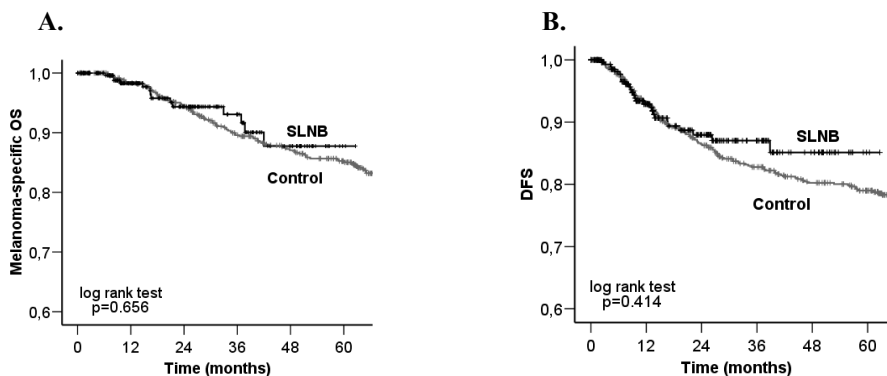 A.
Melanoma-specific OS
1,0
0,9
0,8
0,7
0,6
SLNB
Control
log rank test
p=0.656
0 12 24 36 48 60
Time (months)
B.
DFS
1,0
0,9
0,8
0,7
0,6
SLNB
Control
log rank test
p=0.414
0 12 24 36 48 60
Time (months)